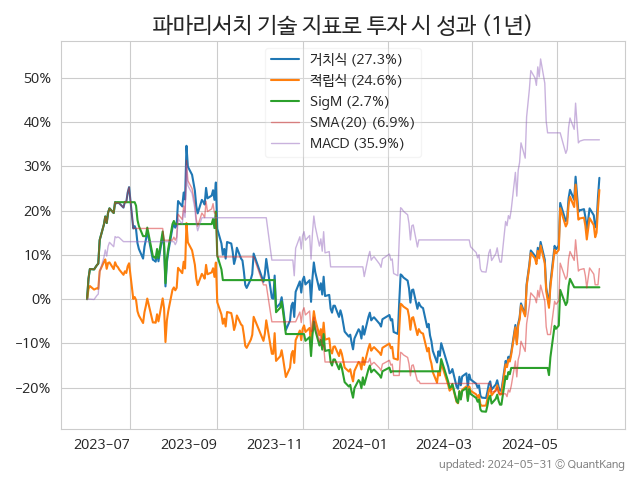 파마리서치 기술 지표로 투자 시 성과 (1년)
거치식 (27.3%)
적립식 (24.6%)
SigM (2.7%)
SMA(20) (6.9%)
MACD (35.9%)
50%
40%
30%
20%
10%
0%
−10%
−20%
2023-07
2023-09
2023-11
2024-01
2024-03
2024-05
updated: 2024-05-31 © QuantKang